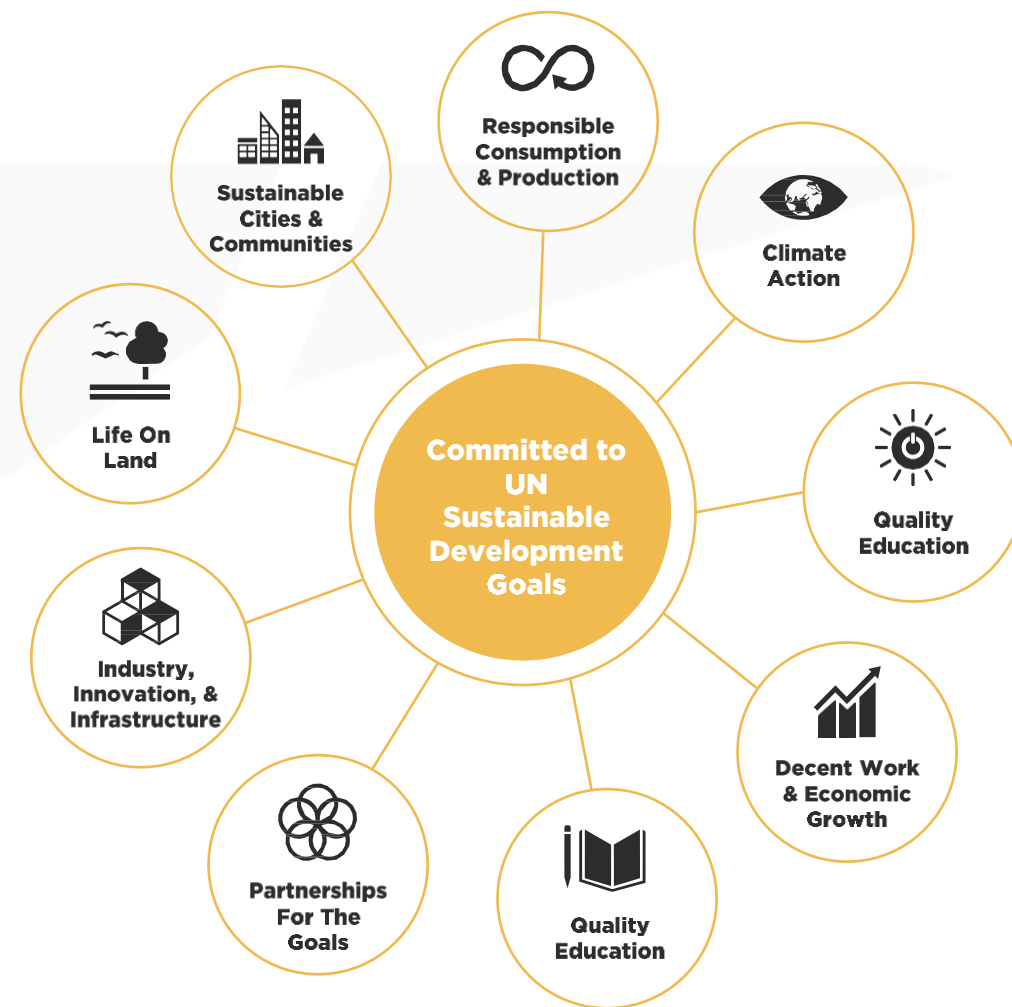 Responsible
Consumption
& Production
Sustainable
Cities &
Communities
Climate
Action
Life On
Land
Committed to
UN
Sustainable
Development
Goals
Quality
Education
Industry,
Innovation, &
Infrastructure
Decent Work
& Economic
Growth
Partnerships
For The
Goals
Quality
Education